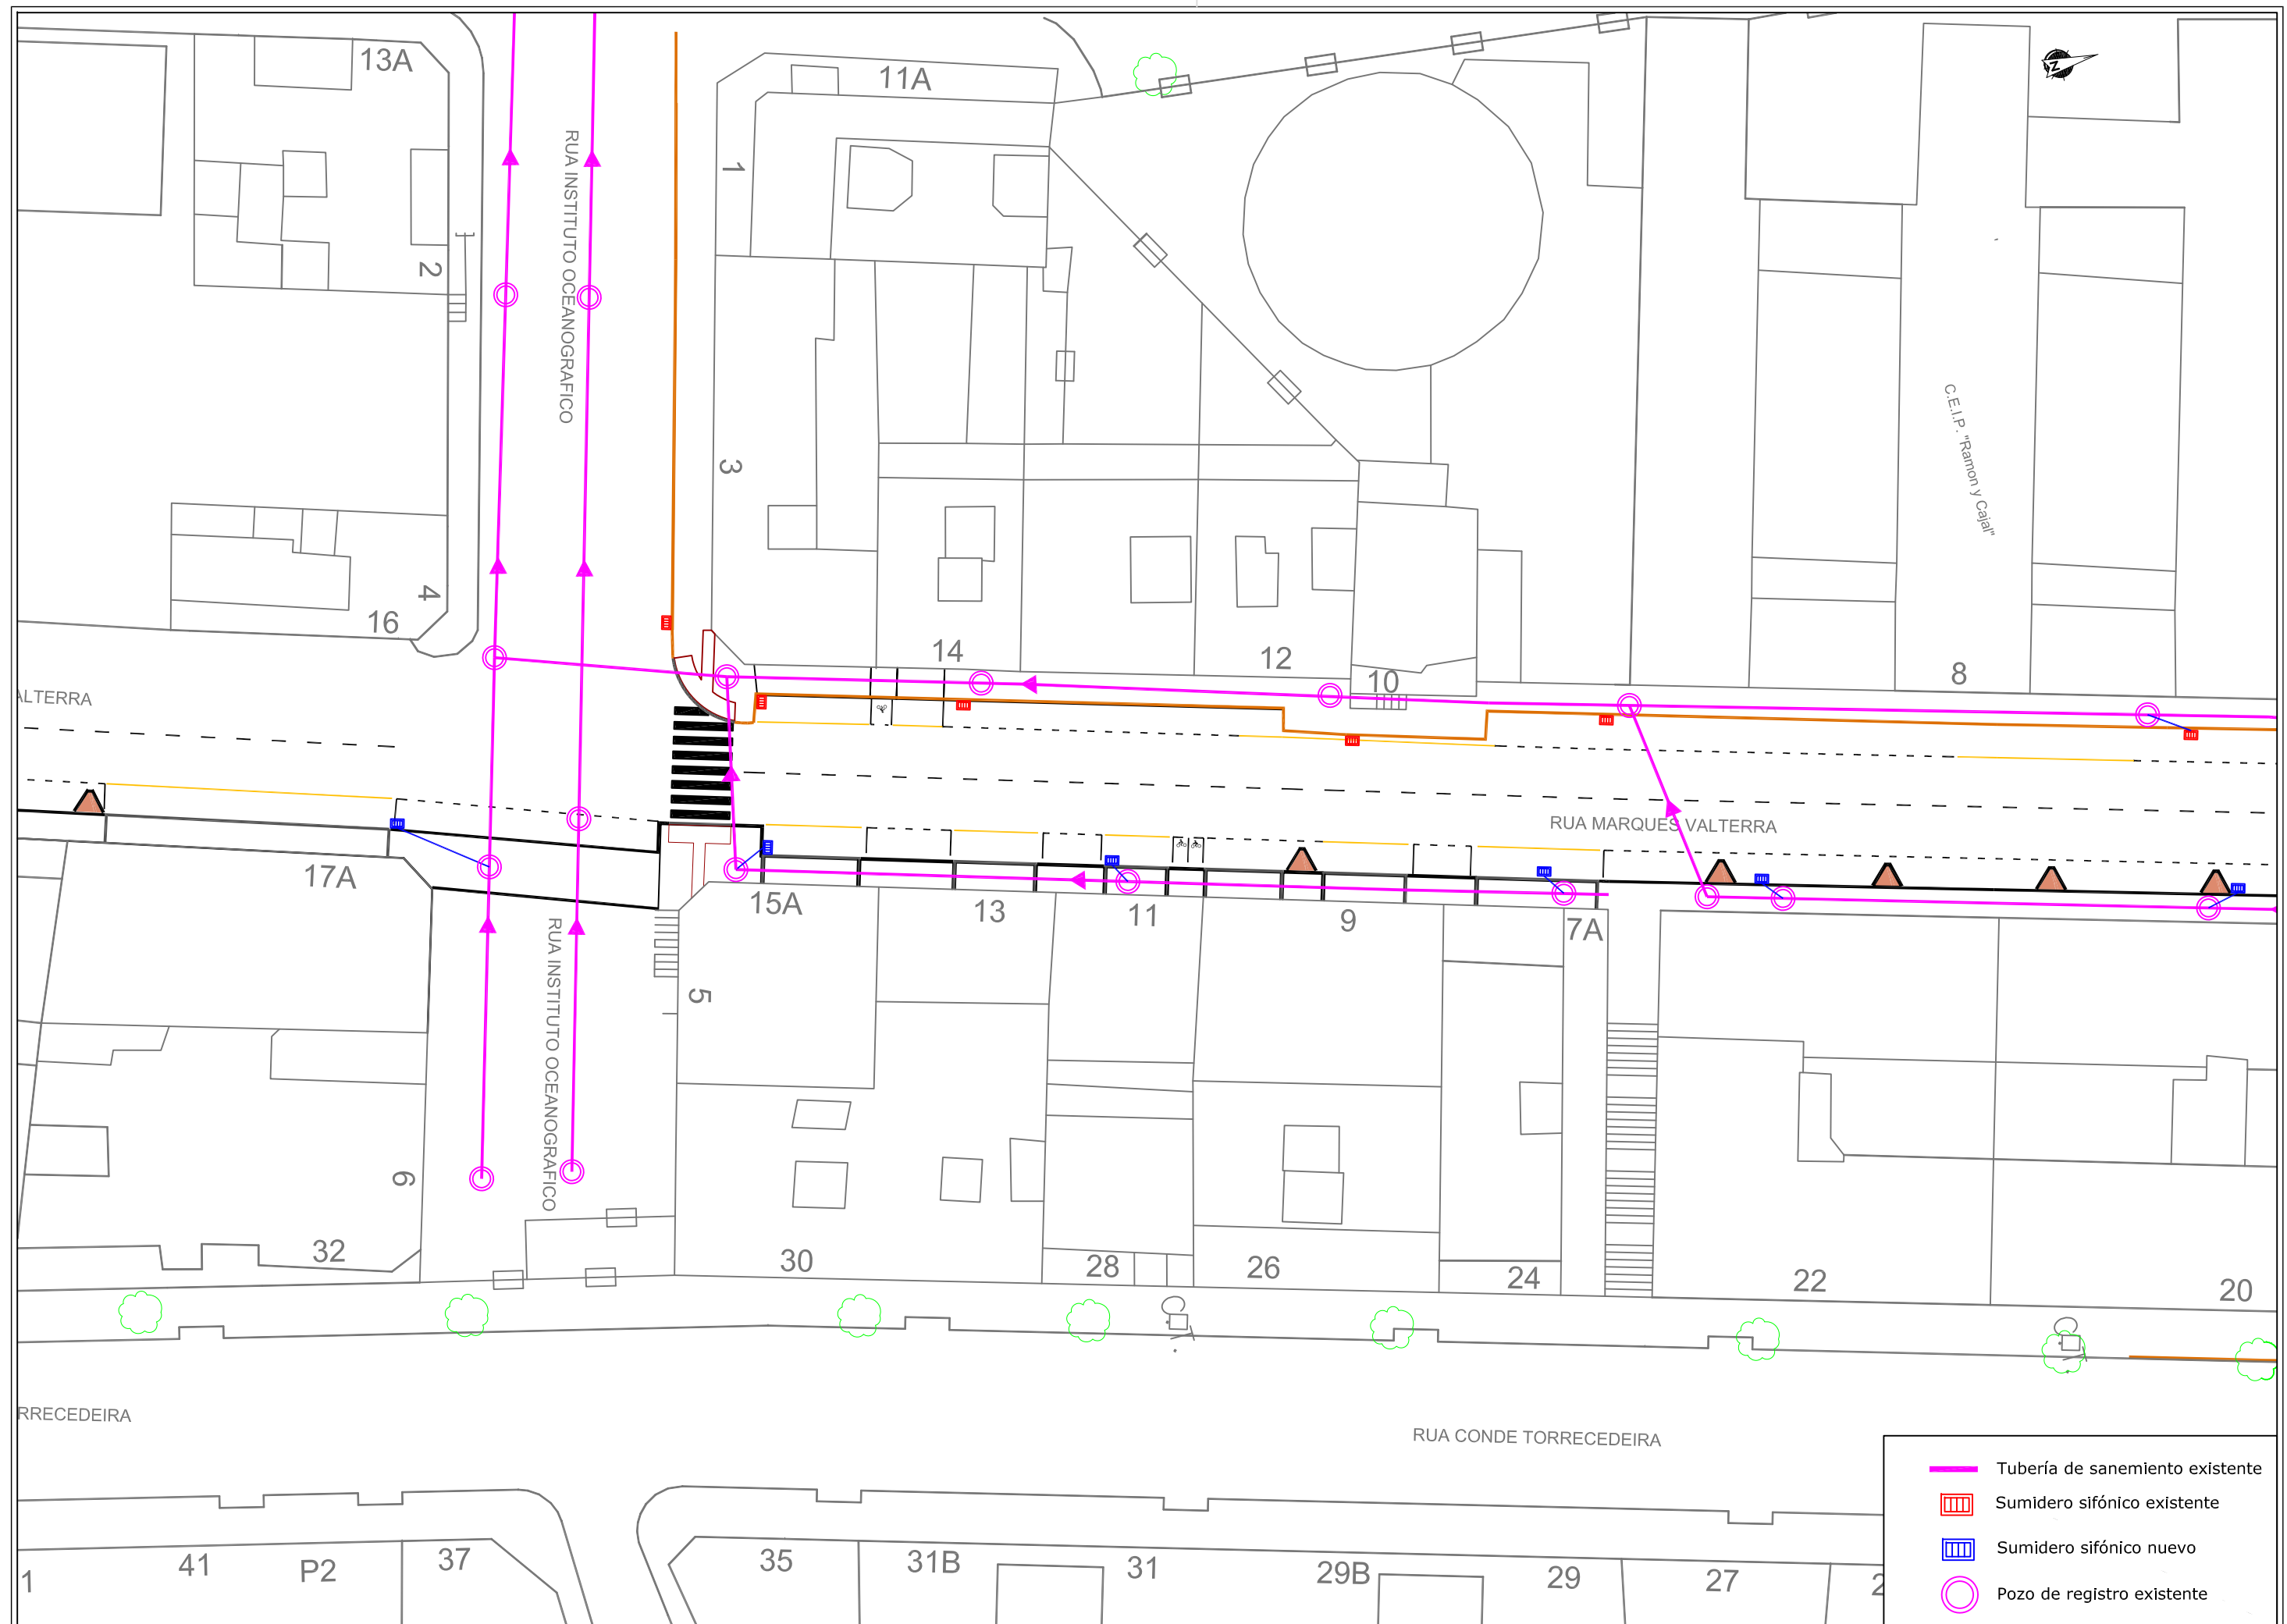 13A
11A
N
1
2
RUA INSTITUTO OCEANOGRAFICO
3
C.E.I.P. "Ramon y Cajal"
4
16
14
12
10
8
ALTERRA
RUA MARQUES VALTERRA
17A
15A
13
11
9
7A
RUA INSTITUTO OCEANOGRAFICO
5
6
32
30
28
26
24
22
20
RRECEDEIRA
RUA CONDE TORRECEDEIRA
Tubería de sanemiento existente
Sumidero sifónico existente
Sumidero sifónico nuevo
Pozo de registro existente
1
41
P2
37
35
31B
31
29B
29
27
2